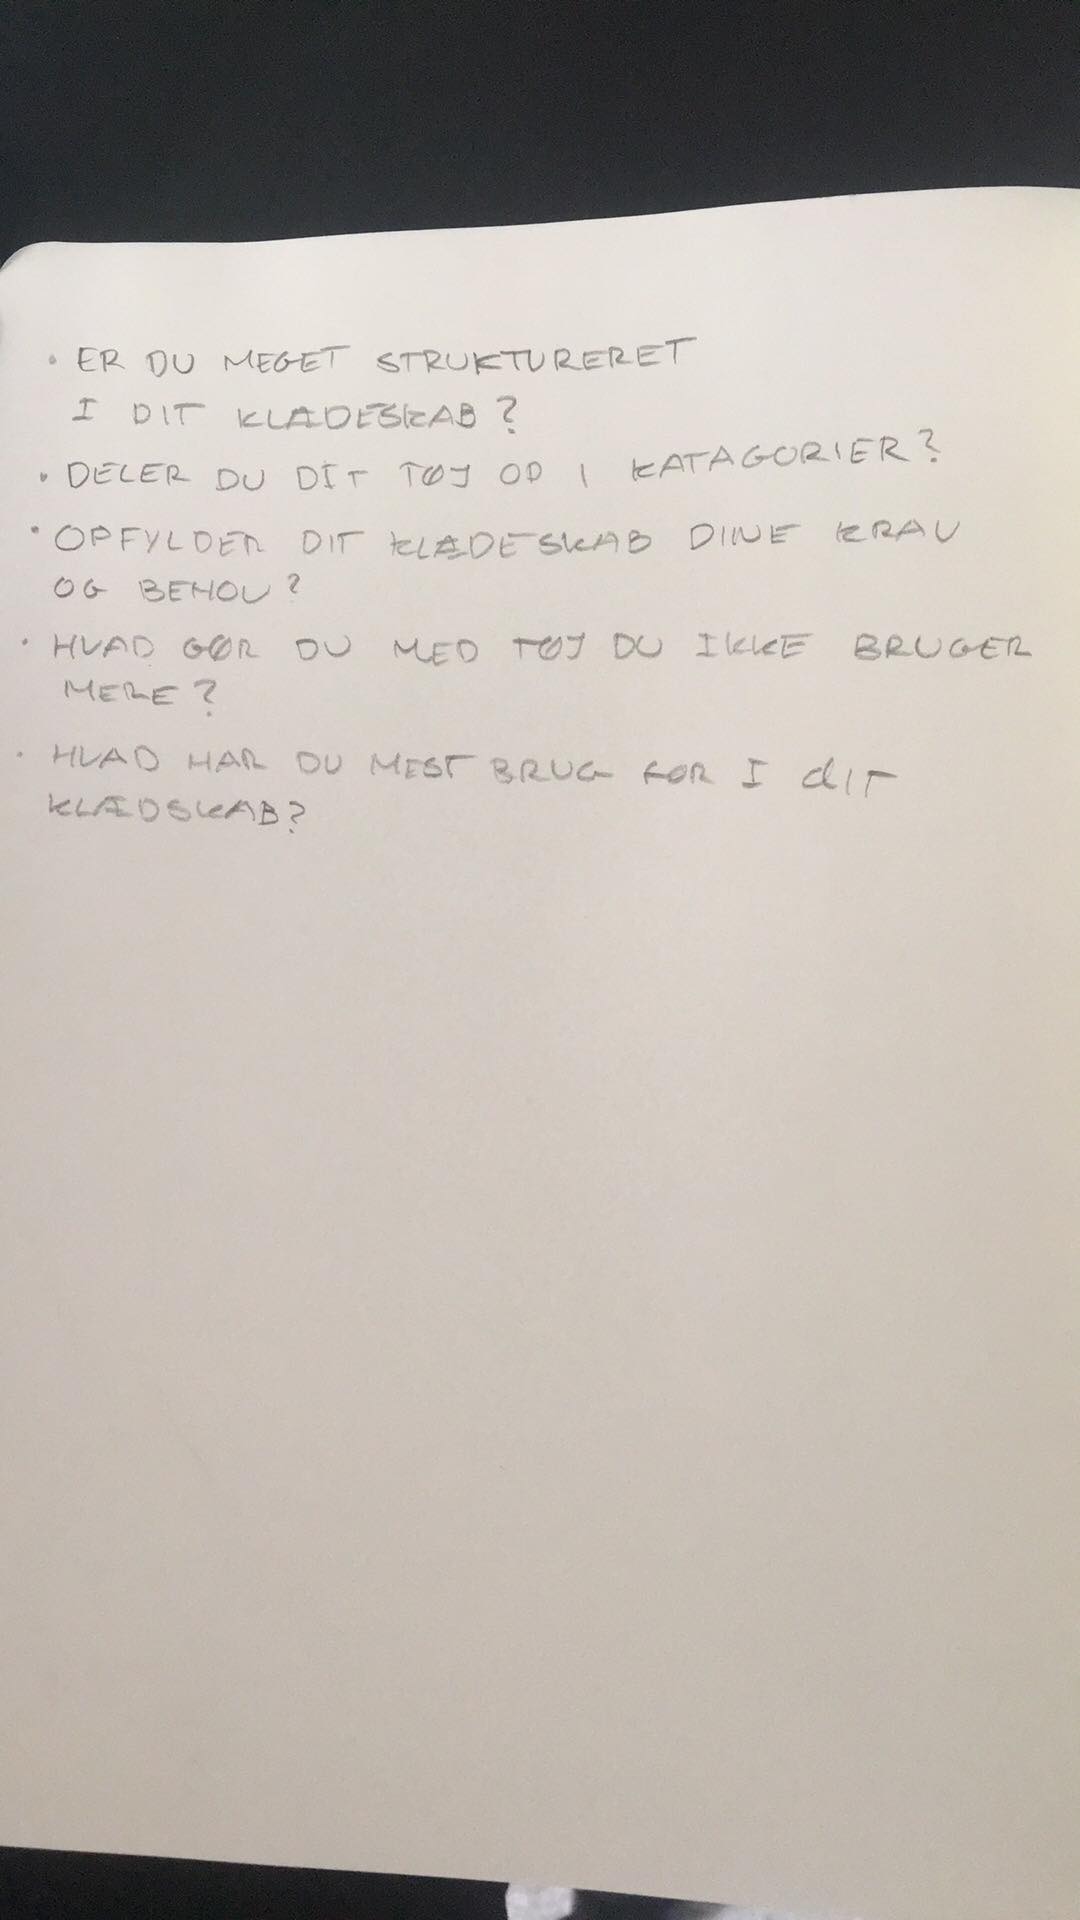 • ER DU MEGET STRUKTURERET
I DIT KLÆDESKAB?
• DELER DU DIT TØJ OP I KATAGORIER?
• OPFYLDER DIT KLÆDESKAB DINE KRAV
OG BEHOV?
• HVAD GØR DU MED TØJ DU IKKE BRUGER
MERE?
• HVAD HAR DU MEST BRUG FOR I dIT
KLÆDSKAB?